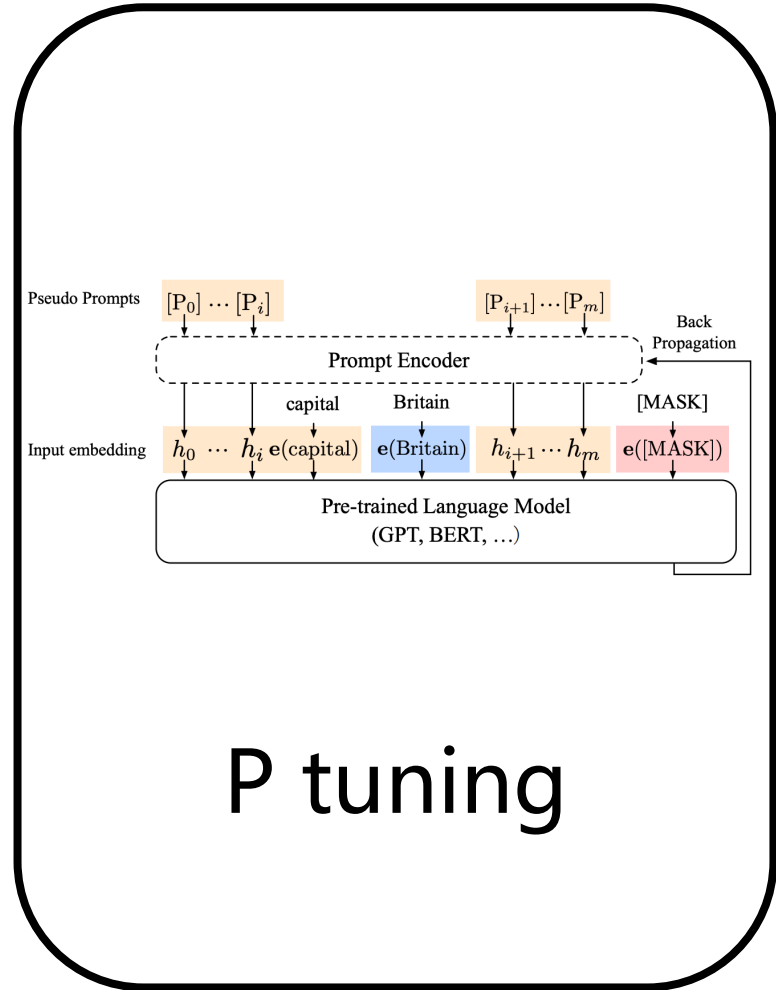 Pseudo Prompts [P₀] ⋯ [Pᵢ] [Pᵢ₊₁] ⋯ [Pₘ]
Back
Propagation
Prompt Encoder
capital Britain [MASK]
Input embedding h₀ ⋯ hᵢ e(capital) e(Britain) hᵢ₊₁ ⋯ hₘ e([MASK])
Pre-trained Language Model
(GPT, BERT, …)
P tuning